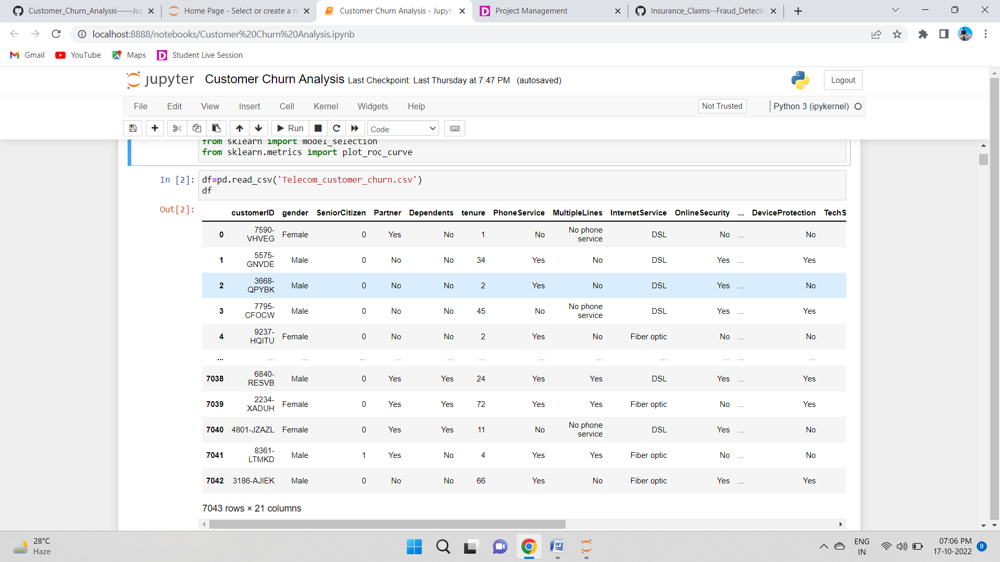 Customer_Churn_Analysis-----Ju
Home Page - Select or create a n
Customer Churn Analysis - Jupyte
Project Management
Insurance_Claims--Fraud_Detecti
localhost:8888/notebooks/Customer%20Churn%20Analysis.ipynb
Gmail YouTube Maps Student Live Session
jupyter Customer Churn Analysis Last Checkpoint: Last Thursday at 7:47 PM (autosaved) Logout
File Edit View Insert Cell Kernel Widgets Help Not Trusted Python 3 (ipykernel)
Run Code
from sklearn import model_selection
from sklearn.metrics import plot_roc_curve
In [2]: df=pd.read_csv('Telecom_customer_churn.csv')
df
Out[2]:
customerID gender SeniorCitizen Partner Dependents tenure PhoneService MultipleLines InternetService OnlineSecurity ... DeviceProtection TechS
0 7590-VHVEG Female 0 Yes No 1 No No phone service DSL No ... No
1 5575-GNVDE Male 0 No No 34 Yes No DSL Yes ... Yes
2 3668-QPYBK Male 0 No No 2 Yes No DSL Yes ... No
3 7795-CFOCW Male 0 No No 45 No No phone service DSL Yes ... Yes
4 9237-HQITU Female 0 No No 2 Yes No Fiber optic No ... No
... ... ... ... ... ... ... ... ... ... ... ... ...
7038 6840-RESVB Male 0 Yes Yes 24 Yes Yes DSL Yes ... Yes
7039 2234-XADUH Female 0 Yes Yes 72 Yes Yes Fiber optic No ... Yes
7040 4801-JZAZL Female 0 Yes Yes 11 No No phone service DSL Yes ... No
7041 8361-LTMKD Male 1 Yes No 4 Yes Yes Fiber optic No ... No
7042 3186-AJIEK Male 0 No No 66 Yes No Fiber optic Yes ... Yes
7043 rows × 21 columns
28°C
Haze
ENG
IN
07:06 PM
17-10-2022
9